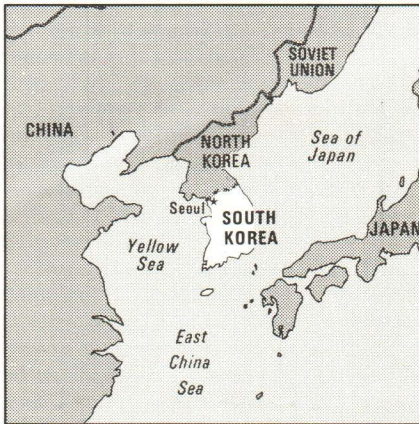 SOVIET
UNION
CHINA
NORTH
KOREA
Sea of
Japan
Seoul
SOUTH
KOREA
JAPAN
Yellow
Sea
East
China
Sea